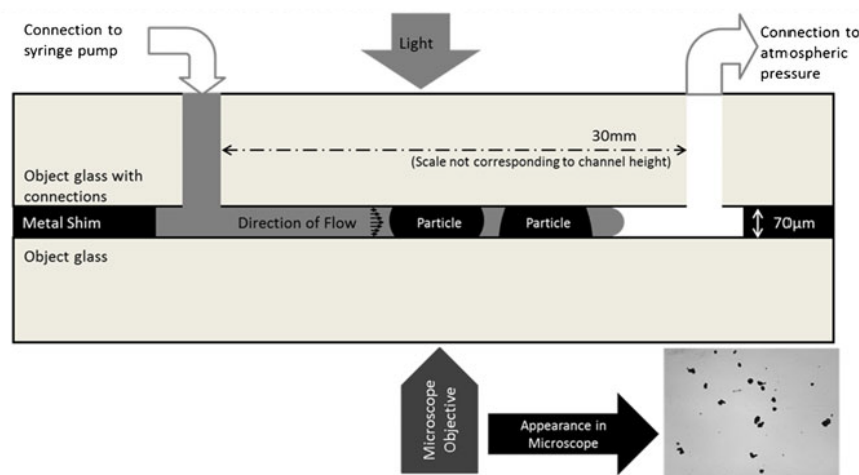 Connection to
syringe pump
Light
Connection to
atmospheric
pressure
30mm
(Scale not corresponding to channel height)
Object glass with
connections
Metal Shim
Direction of Flow
Particle
Particle
70µm
Object glass
Microscope
Objective
Appearance in
Microscope